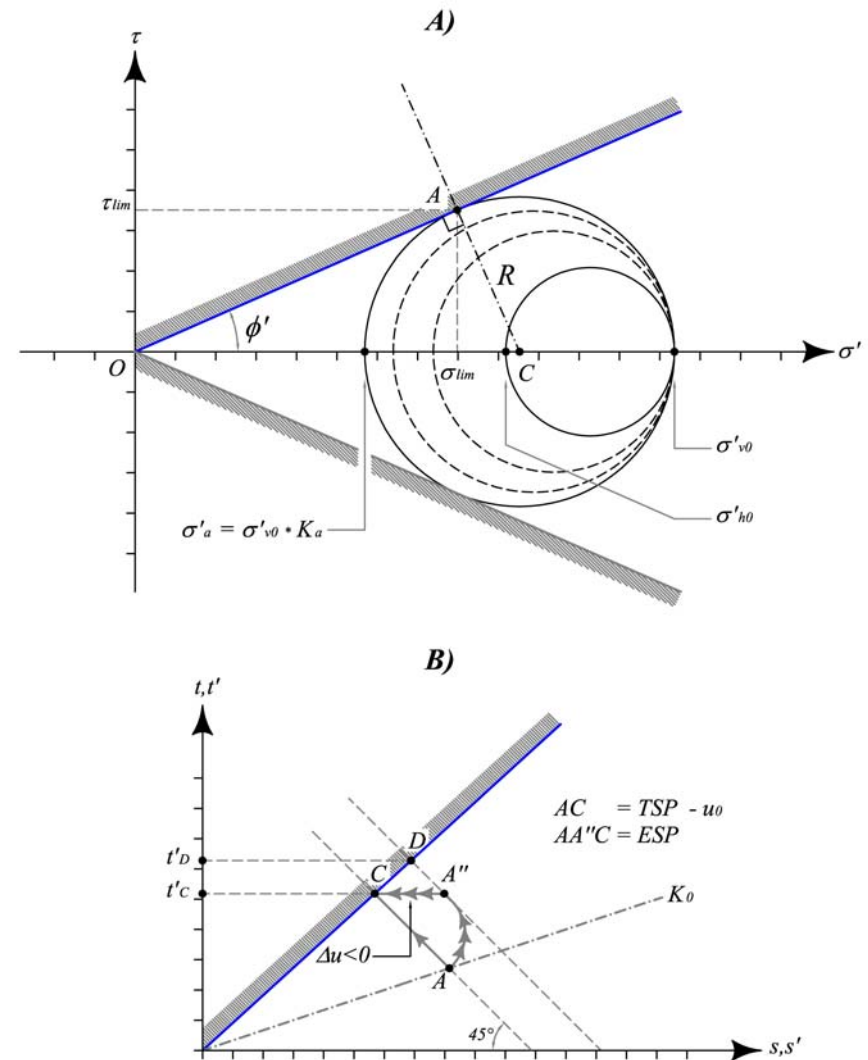 A)
τ
A
τlim
R
ϕ'
O
σlim
C
σ'
σ'v0
σ'a = σ'v0 * Ka
σ'h0
B)
t,t'
AC = TSP - u0
AA"C = ESP
D
t'D
C
A"
t'C
K0
Δu<0
A
45°
s,s'